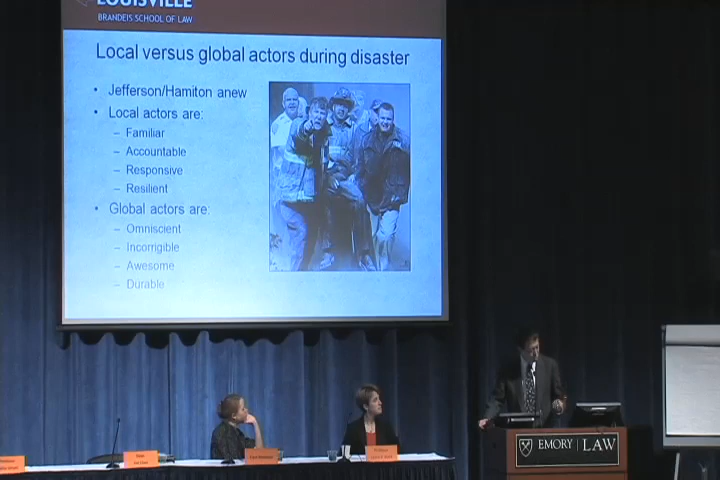 LOUISVILLE
BRANDEIS SCHOOL OF LAW
Local versus global actors during disaster
• Jefferson/Hamiton anew
• Local actors are:
– Familiar
– Accountable
– Responsive
– Resilient
• Global actors are:
– Omniscient
– Incorrigible
– Awesome
– Durable
EMORY | LAW